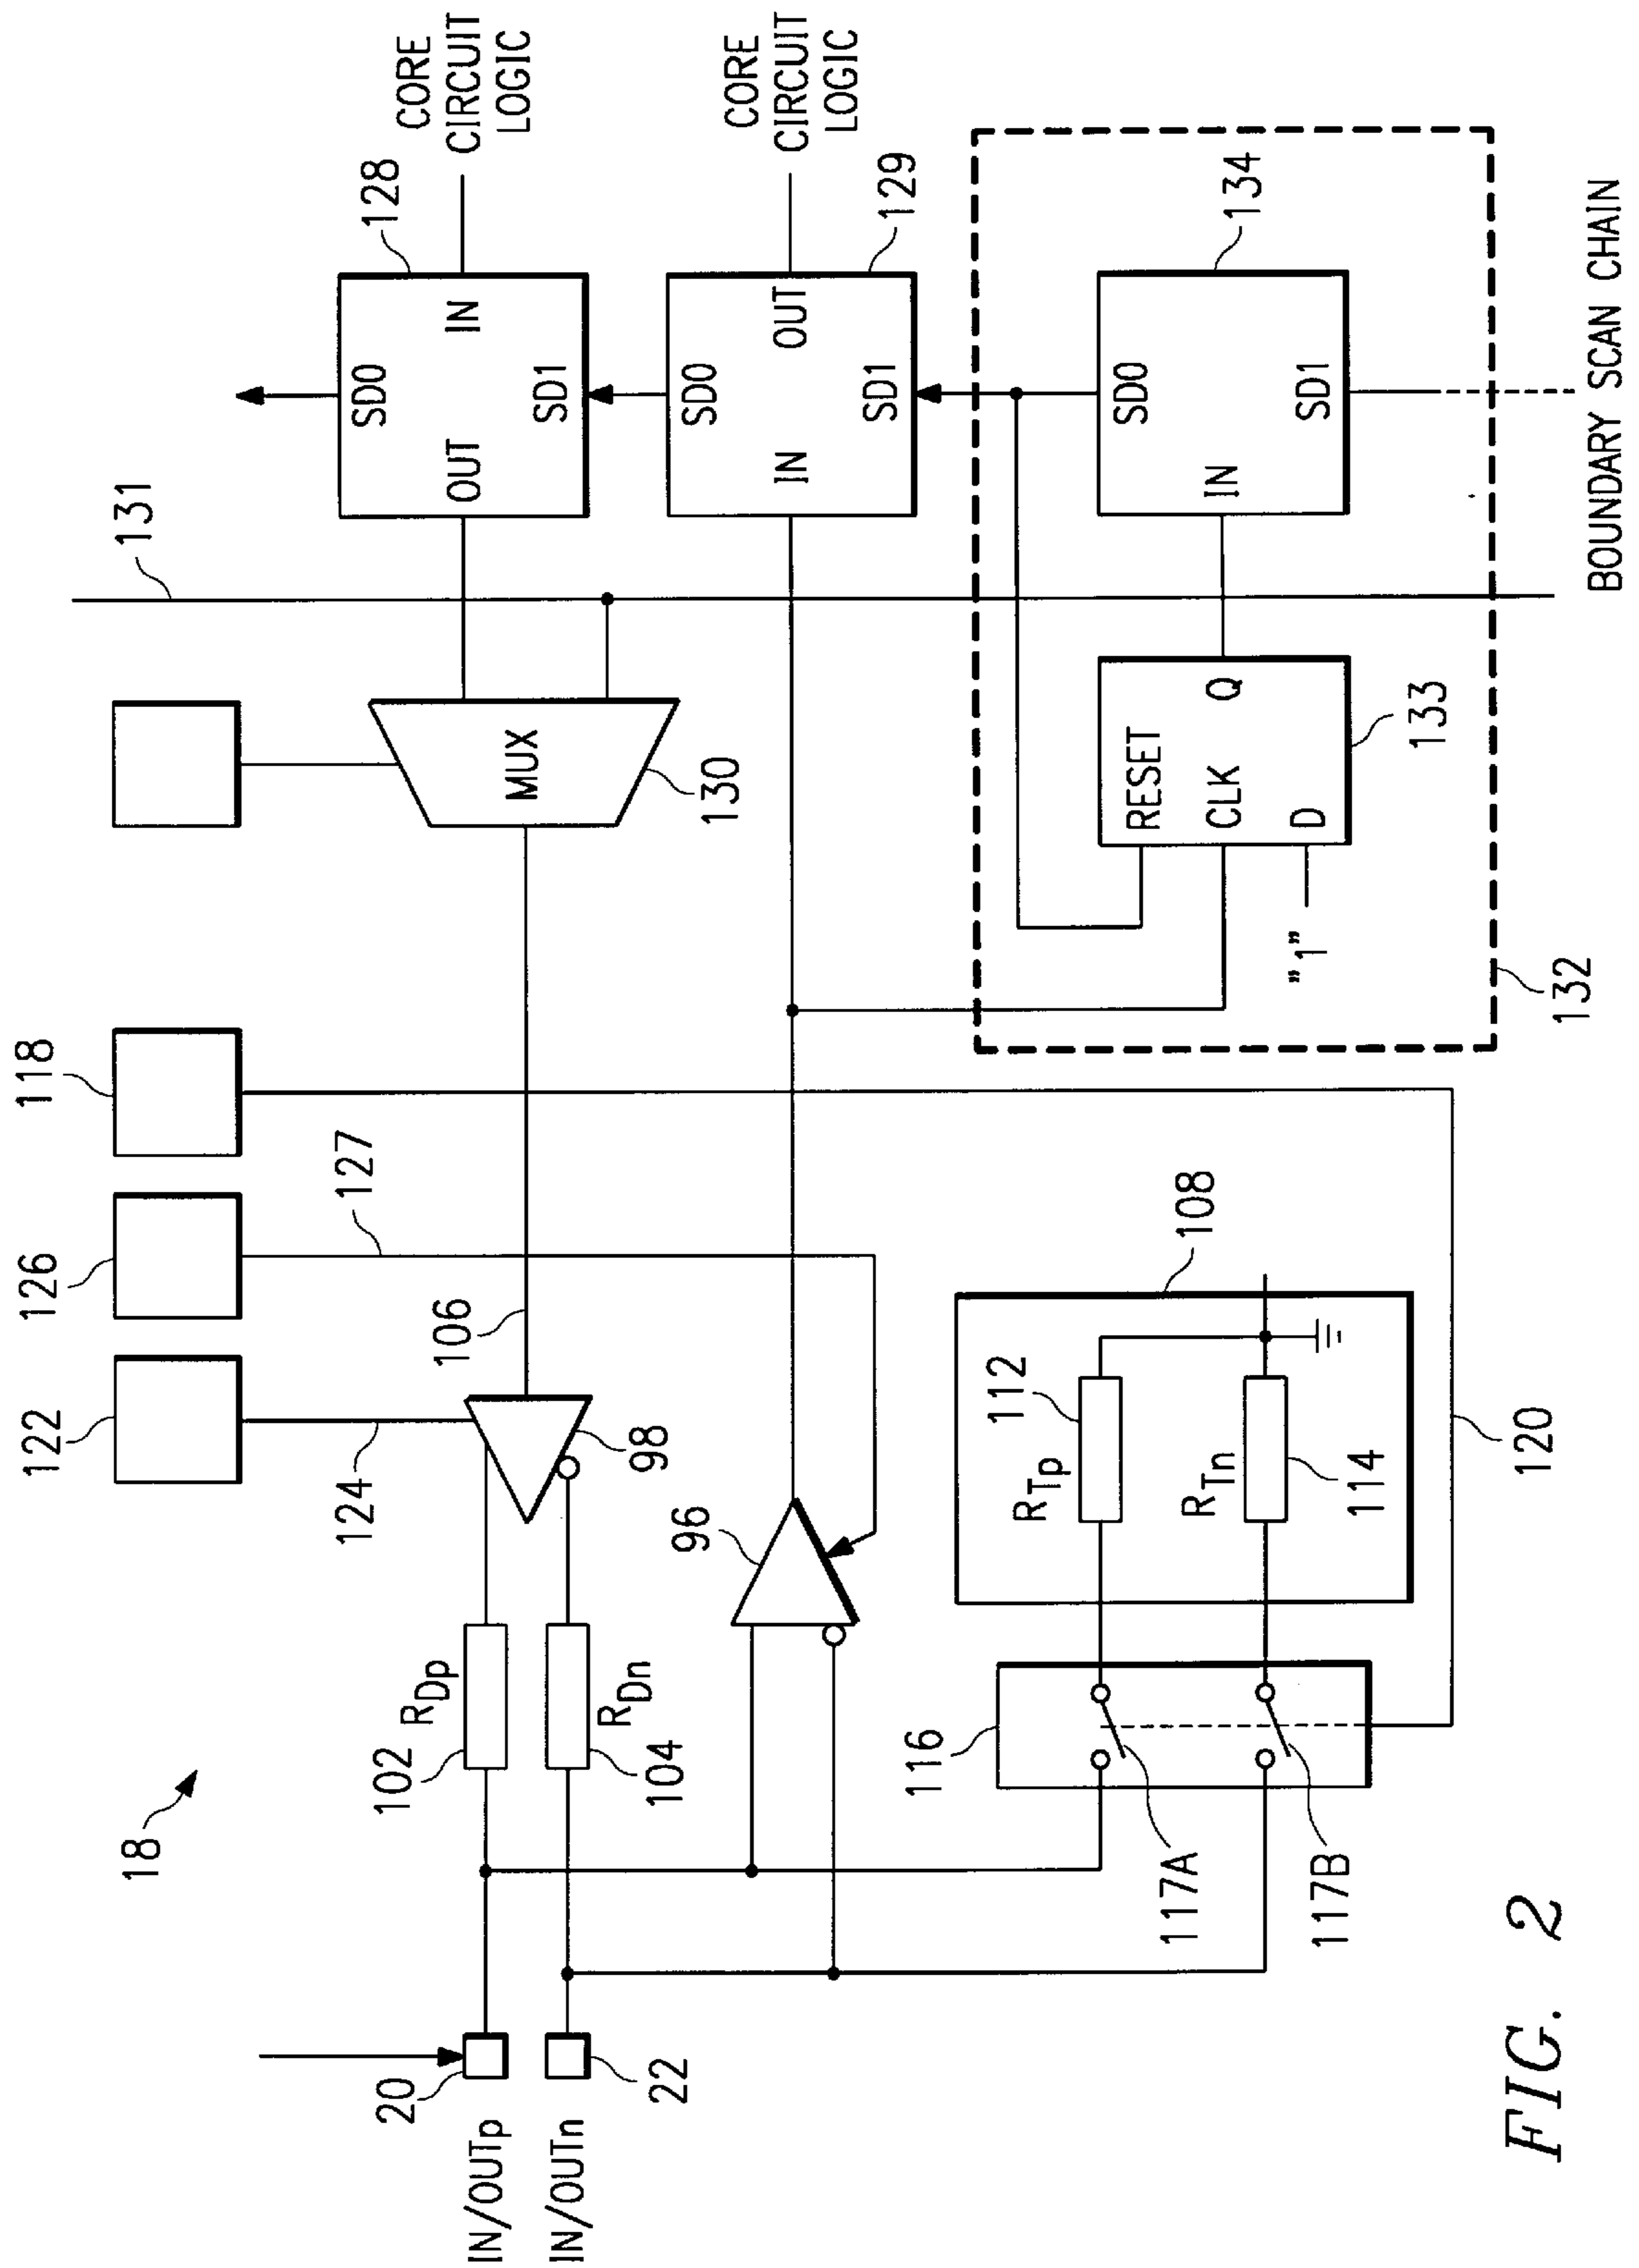 18
122
126
118
131
124
127
106
128
CORE
CIRCUIT
LOGIC
SD0
OUT
IN
SD1
MUX
130
20
IN/OUTp
IN/OUTn
22
102
RDp
RDn
104
98
96
CORE
CIRCUIT
LOGIC
129
SD0
IN
OUT
SD1
116
117A
117B
108
RTp
112
RTn
114
120
RESET
CLK
Q
D
"1"
133
132
134
SD0
IN
SD1
BOUNDARY SCAN CHAIN
FIG. 2